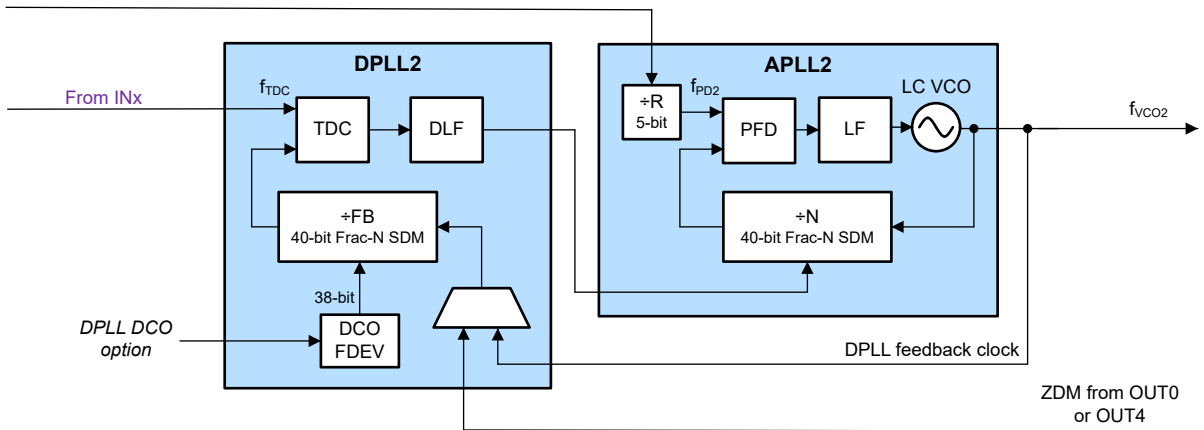 DPLL2
APLL2
From INx
fTDC
TDC
DLF
÷R
5-bit
fPD2
PFD
LF
LC VCO
fVCO2
÷FB
40-bit Frac-N SDM
÷N
40-bit Frac-N SDM
38-bit
DPLL DCO
option
DCO
FDEV
DPLL feedback clock
ZDM from OUT0
or OUT4